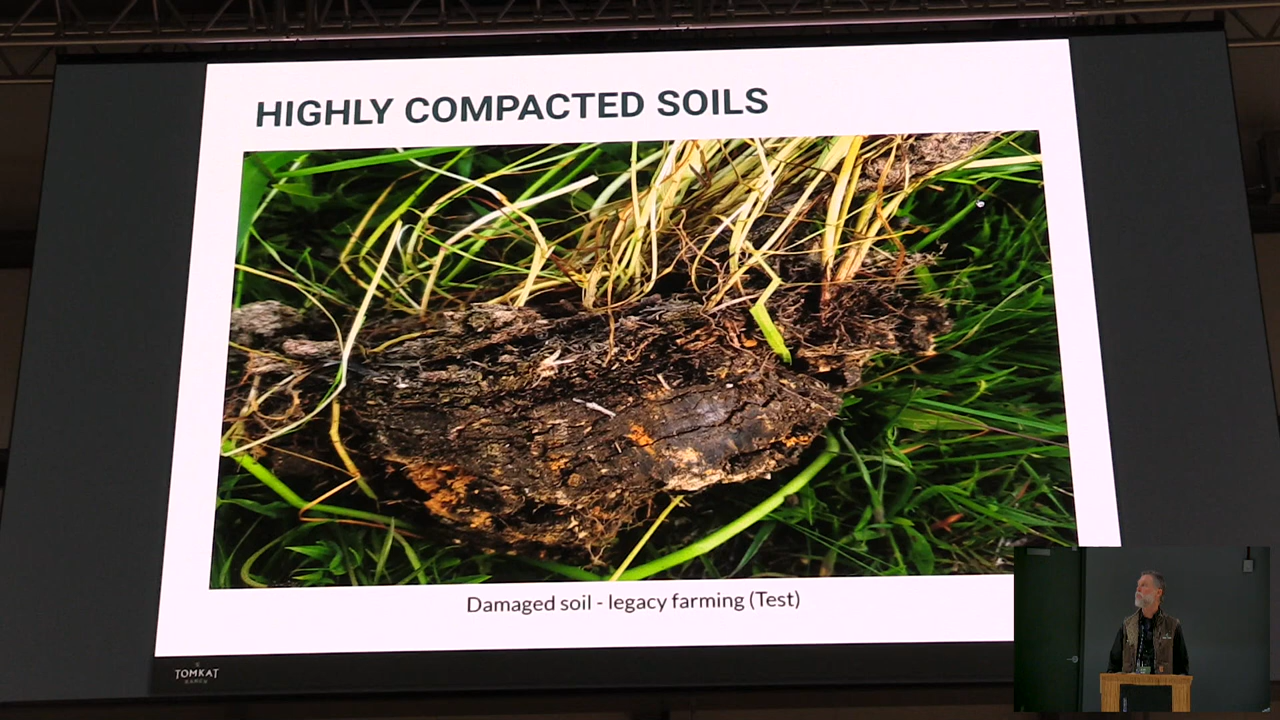 HIGHLY COMPACTED SOILS
Damaged soil - legacy farming (Test)
TOMKAT